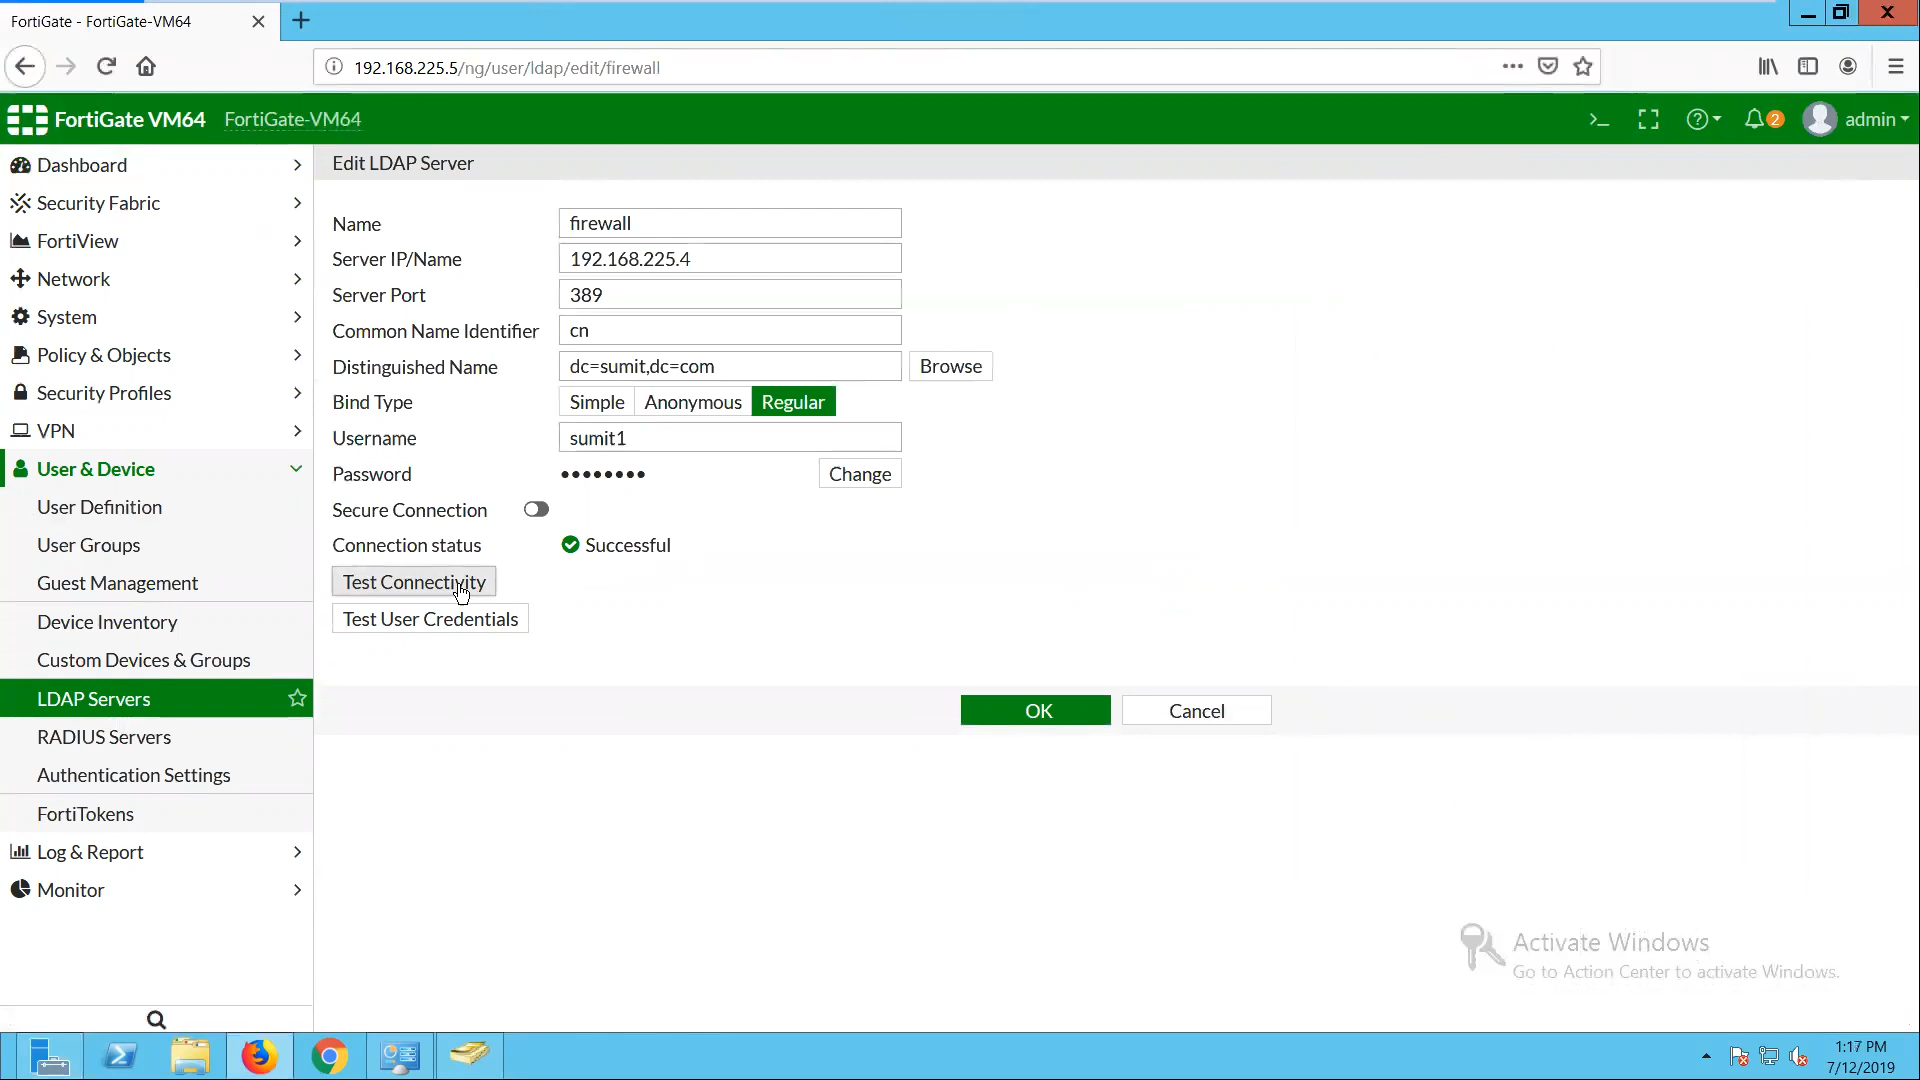 FortiGate - FortiGate-VM64
192.168.225.5/ng/user/ldap/edit/firewall
FortiGate VM64 FortiGate-VM64
2 admin
Dashboard
Security Fabric
FortiView
Network
System
Policy & Objects
Security Profiles
VPN
User & Device
User Definition
User Groups
Guest Management
Device Inventory
Custom Devices & Groups
LDAP Servers
RADIUS Servers
Authentication Settings
FortiTokens
Log & Report
Monitor
Edit LDAP Server
Name firewall
Server IP/Name 192.168.225.4
Server Port 389
Common Name Identifier cn
Distinguished Name dc=sumit,dc=com Browse
Bind Type Simple Anonymous Regular
Username sumit1
Password •••••••• Change
Secure Connection
Connection status Successful
Test Connectivity
Test User Credentials
OK Cancel
Activate Windows
Go to Action Center to activate Windows.
1:17 PM
7/12/2019